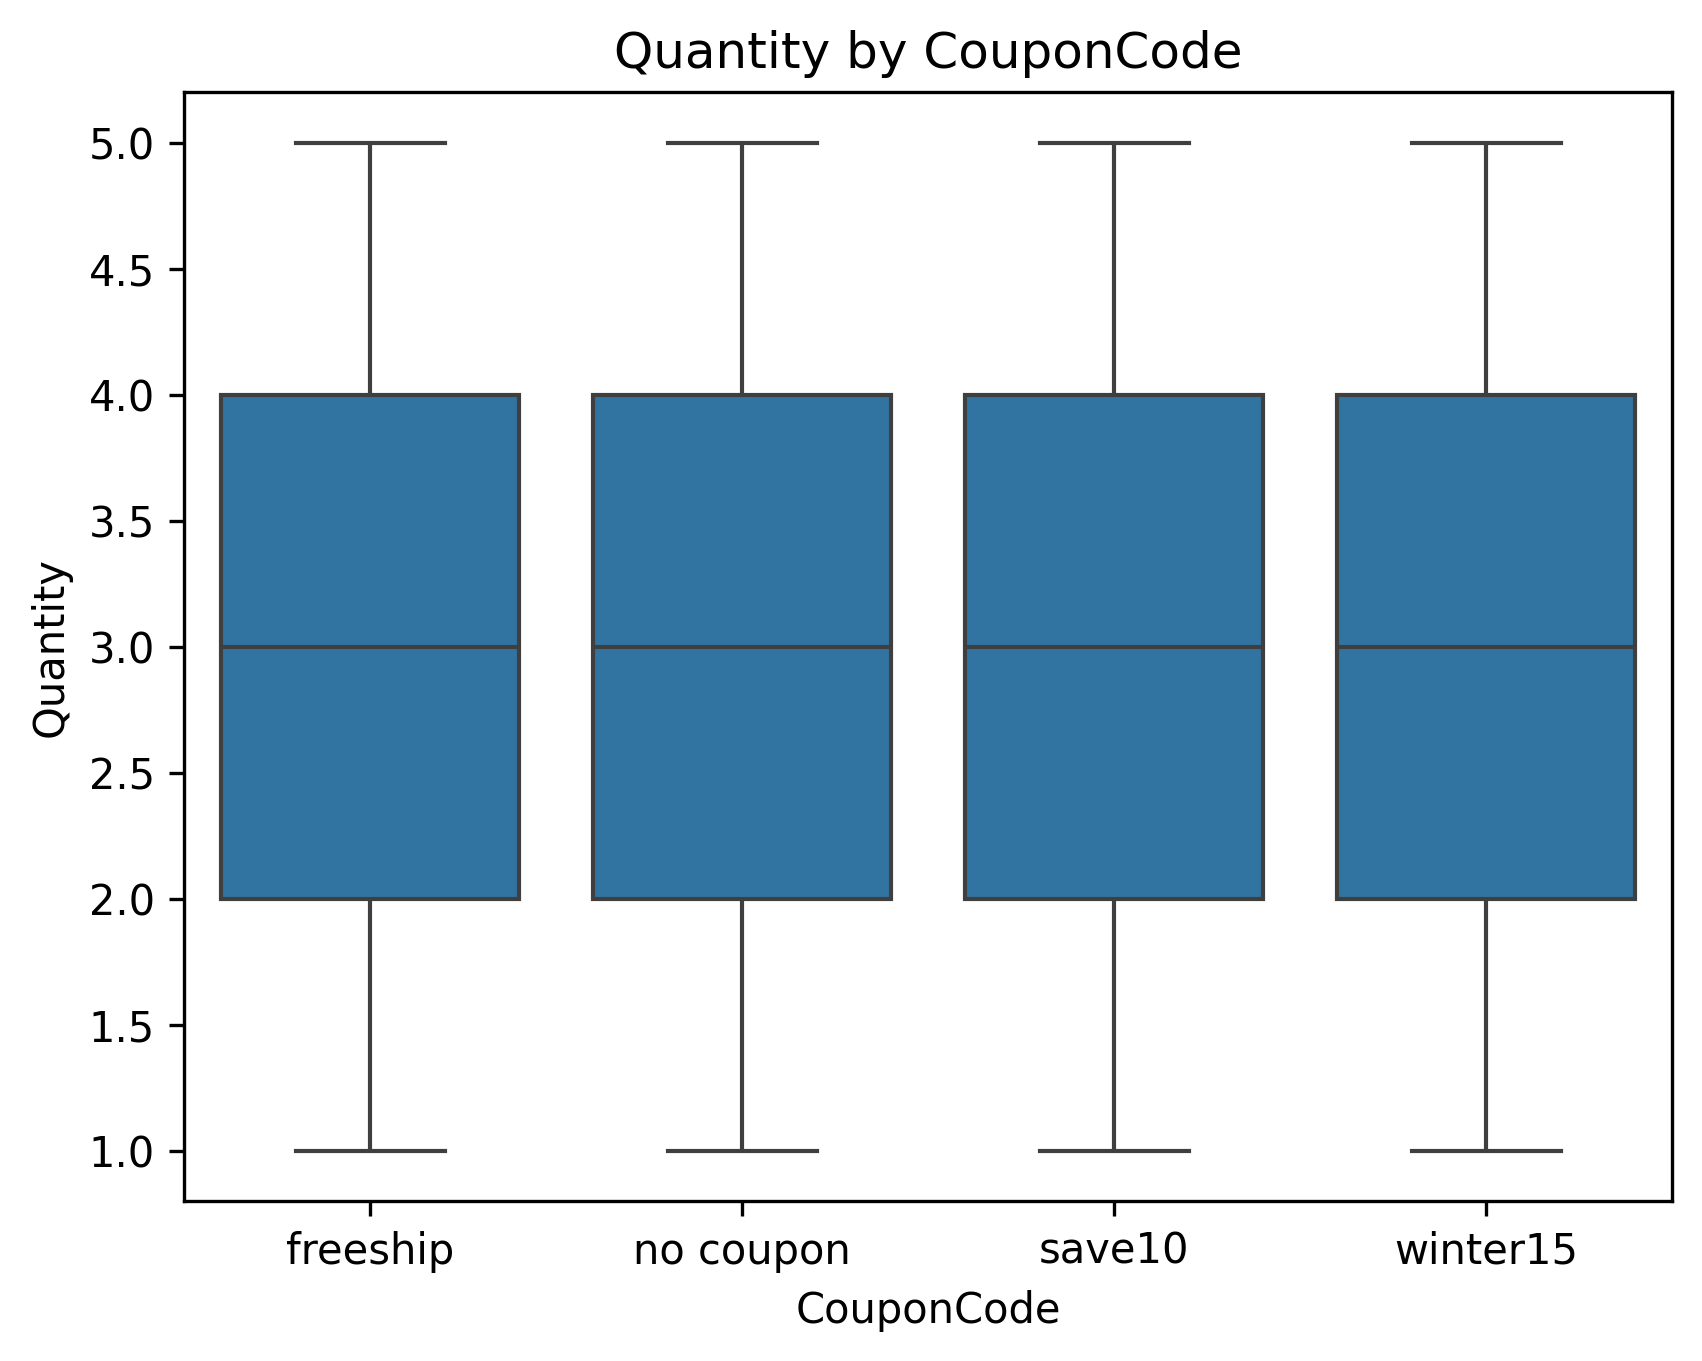 Quantity by CouponCode
5.0
4.5
4.0
3.5
3.0
2.5
2.0
1.5
1.0
Quantity
freeship no coupon save10 winter15
CouponCode